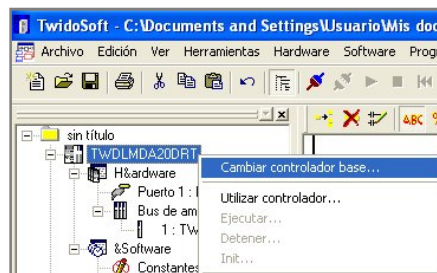 TwidoSoft - C:\Documents and Settings\Usuario\Mis doc
Archivo Edición Ver Herramientas Hardware Software Prog
ABC
sin título
TWDLMDA20DRT
Cambiar controlador base...
H&ardware
Puerto 1 :
Utilizar controlador...
Bus de am
Ejecutar...
1 : TW
Detener...
&Software
Init...
Constantes